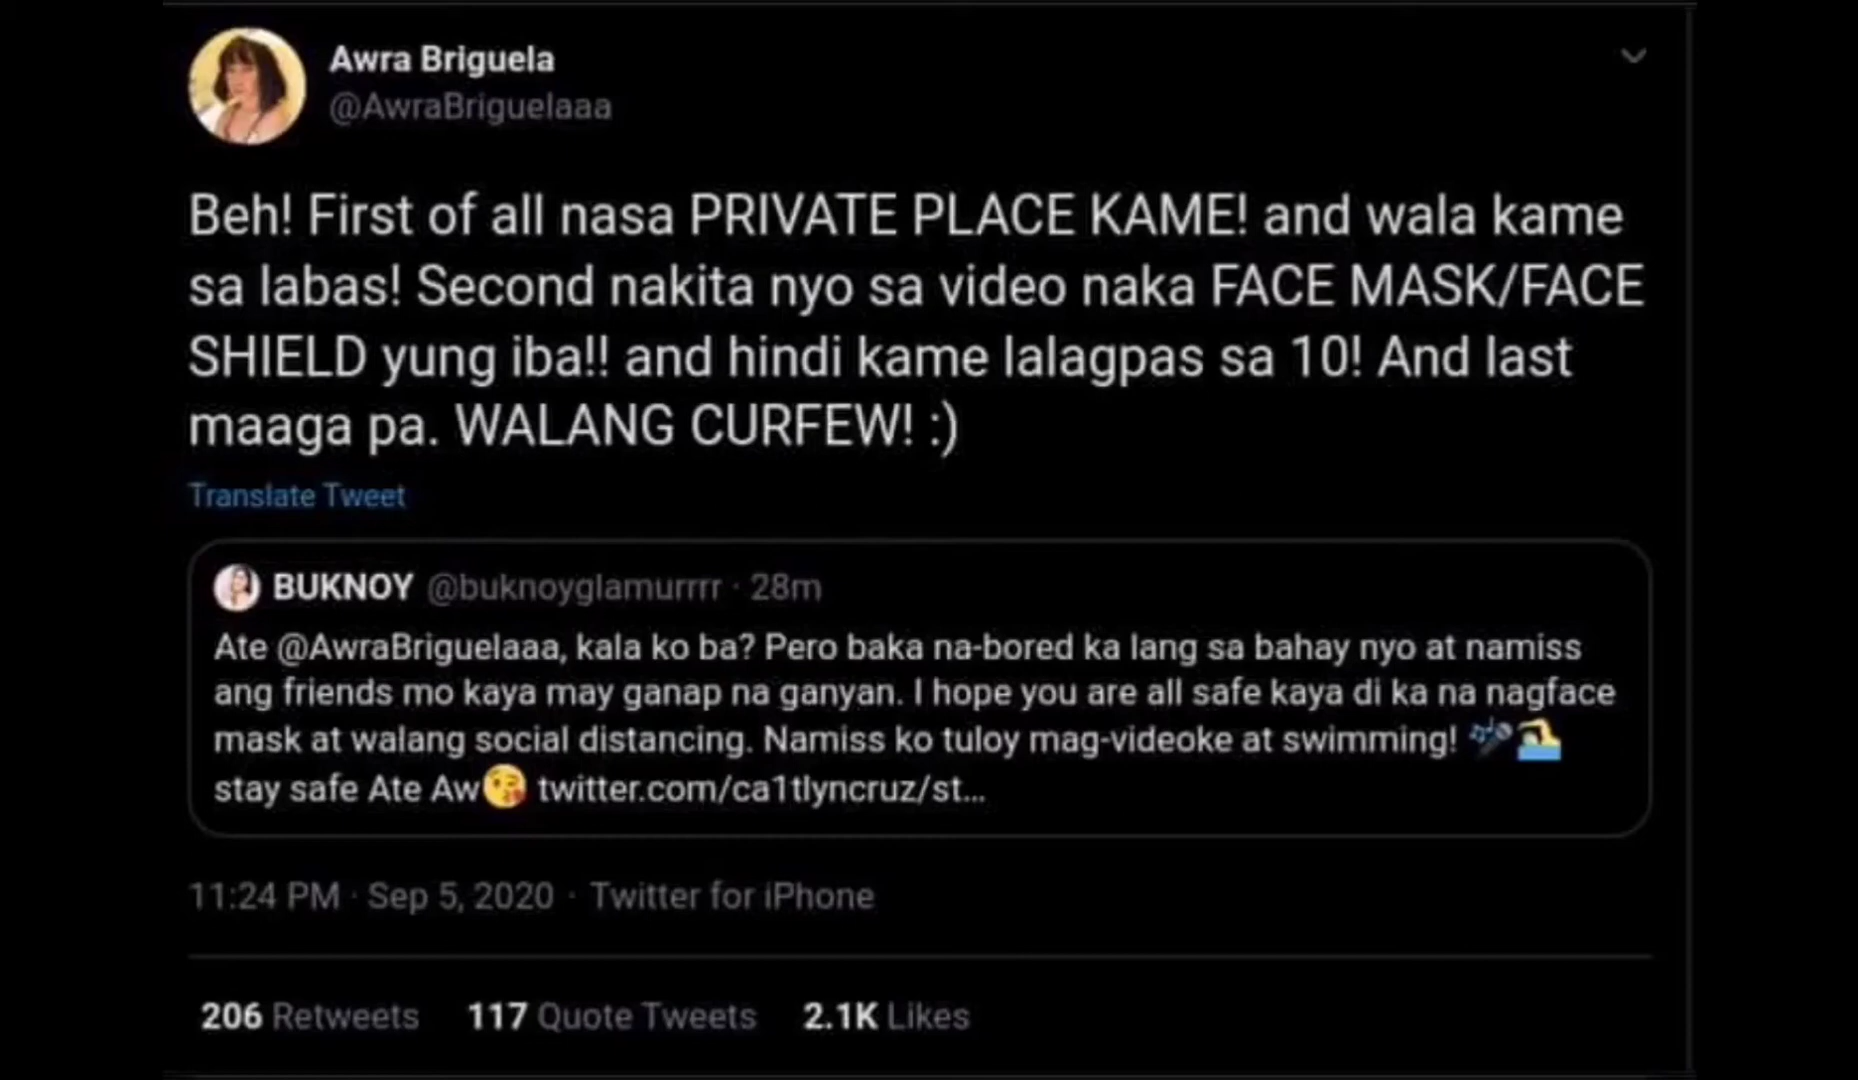 Awra Briguela
@AwraBriguelaaa
Beh! First of all nasa PRIVATE PLACE KAME! and wala kame
sa labas! Second nakita nyo sa video naka FACE MASK/FACE
SHIELD yung iba!! and hindi kame lalagpas sa 10! And last
maaga pa. WALANG CURFEW! :)
Translate Tweet
BUKNOY @buknoyglamurrrr · 28m
Ate @AwraBriguelaaa, kala ko ba? Pero baka na-bored ka lang sa bahay nyo at namiss
ang friends mo kaya may ganap na ganyan. I hope you are all safe kaya di ka na nagface
mask at walang social distancing. Namiss ko tuloy mag-videoke at swimming! 🎤🏊
stay safe Ate Aw😘 twitter.com/ca1tlyncruz/st...
11:24 PM · Sep 5, 2020 · Twitter for iPhone
206 Retweets 117 Quote Tweets 2.1K Likes